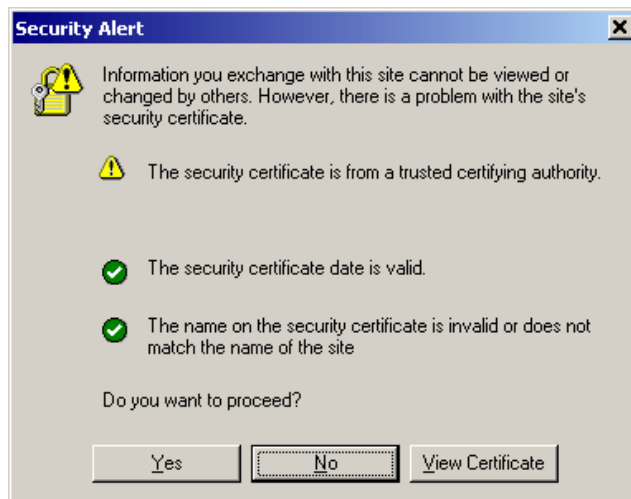 Security Alert
Information you exchange with this site cannot be viewed or
changed by others. However, there is a problem with the site's
security certificate.
The security certificate is from a trusted certifying authority.
The security certificate date is valid.
The name on the security certificate is invalid or does not
match the name of the site
Do you want to proceed?
Yes No View Certificate